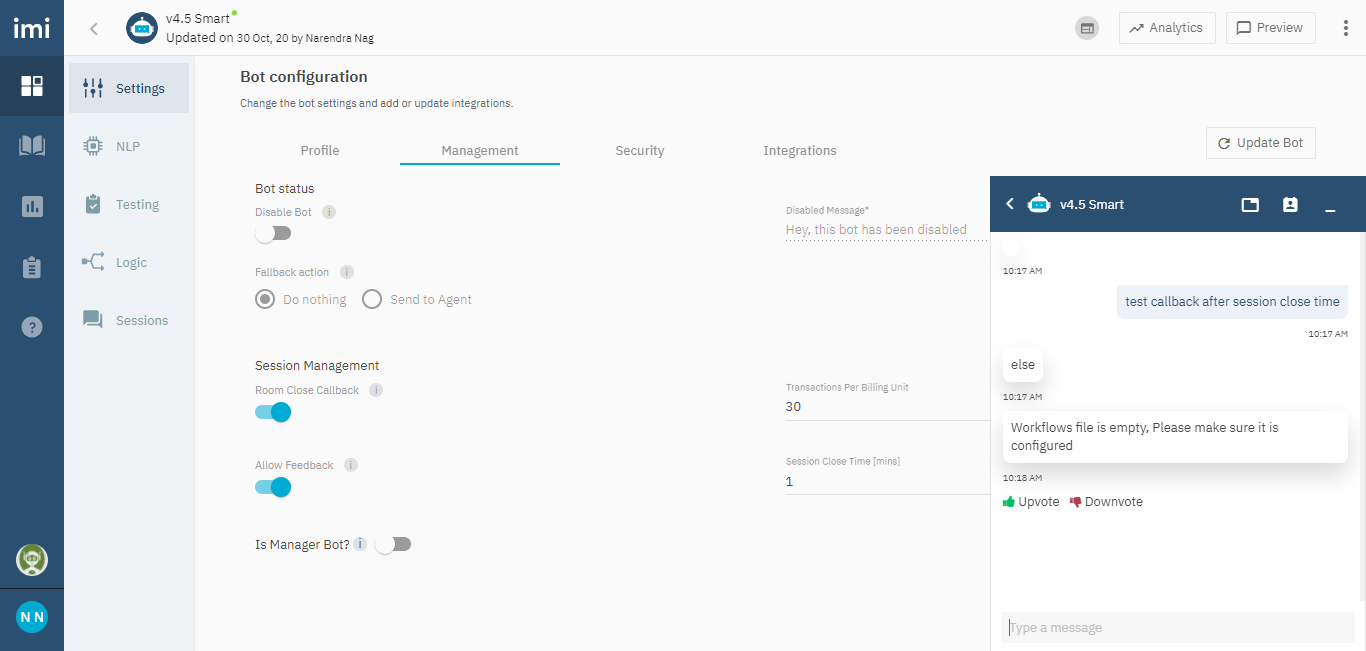 imi
v4.5 Smart
Updated on 30 Oct, 20 by Narendra Nag
Analytics
Preview
Settings
NLP
Testing
Logic
Sessions
N N
Bot configuration
Change the bot settings and add or update integrations.
Profile
Management
Security
Integrations
Update Bot
Bot status
Disable Bot i
Disabled Message*
Hey, this bot has been disabled
Fallback action i
Do nothing
Send to Agent
Session Management
Room Close Callback i
Transactions Per Billing Unit
30
Allow Feedback i
Session Close Time [mins]
1
Is Manager Bot? i
v4.5 Smart
10:17 AM
test callback after session close time
10:17 AM
else
10:17 AM
Workflows file is empty, Please make sure it is
configured
10:18 AM
Upvote Downvote
Type a message